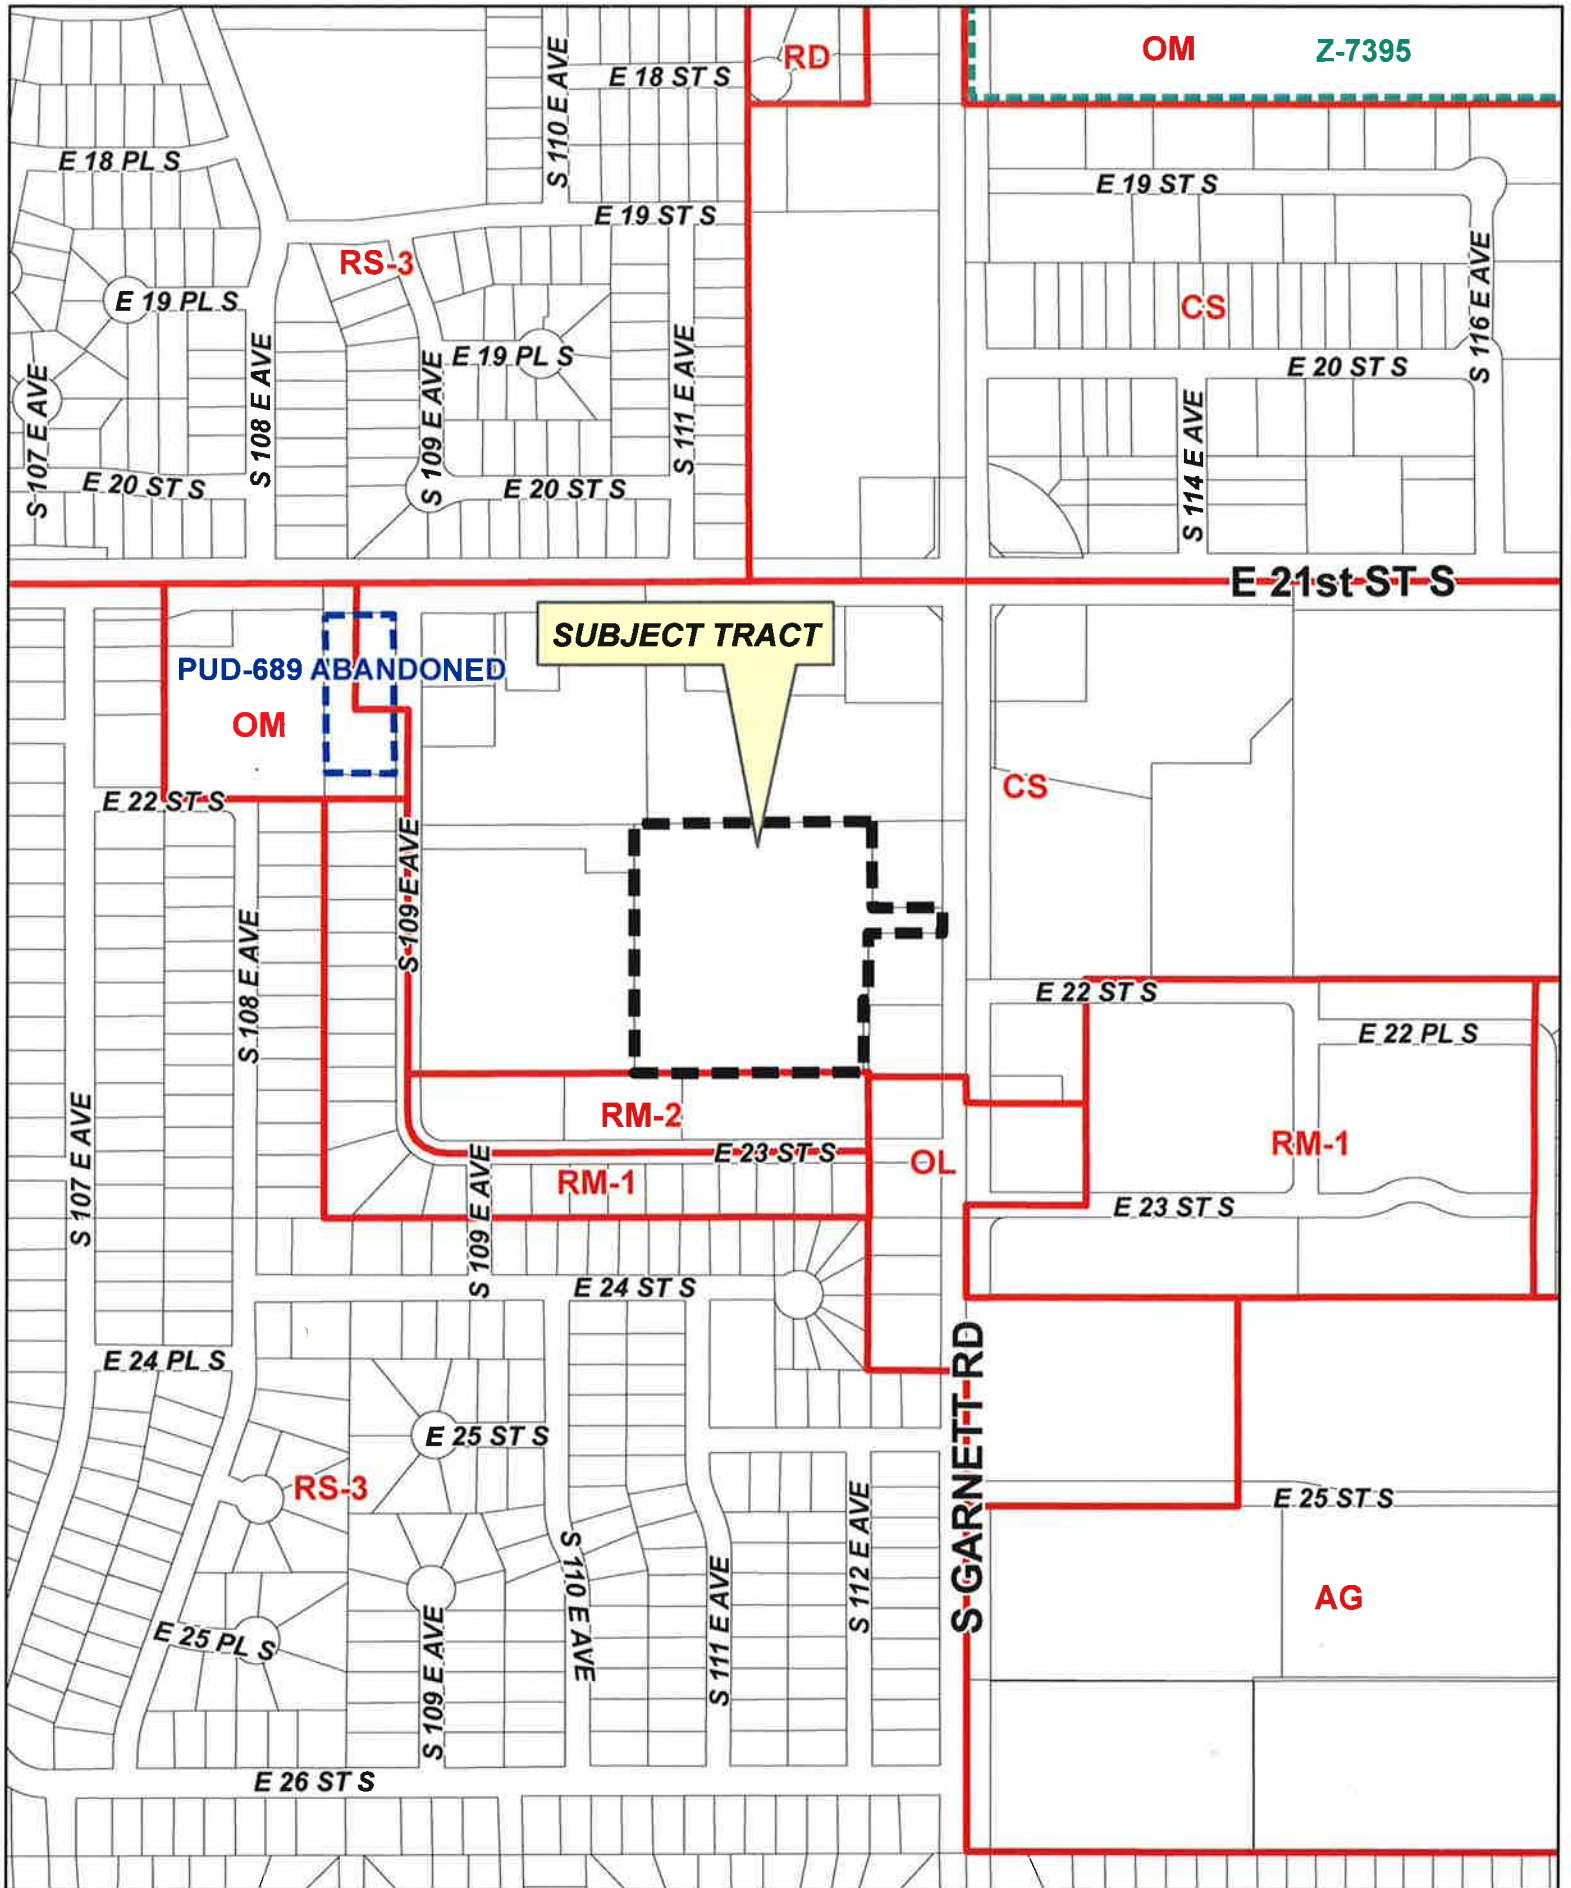 RD
OM
Z-7395
E 18 ST S
S 110 E AVE
E 18 PL S
E 19 ST S
E 19 ST S
RS-3
E 19 PL S
CS
S 116 E AVE
E 19 PL S
E 20 ST S
S 107 E AVE
S 108 E AVE
S 109 E AVE
S 111 E AVE
S 114 E AVE
E 20 ST S
E 20 ST S
E 21st ST S
SUBJECT TRACT
PUD-689 ABANDONED
OM
CS
E 22 ST S
S 109 E AVE
S 108 E AVE
E 22 ST S
E 22 PL S
RM-2
S 107 E AVE
E 23 ST S
OL
RM-1
RM-1
S 109 E AVE
E 23 ST S
E 24 ST S
E 24 PL S
S GARNETT RD
E 25 ST S
RS-3
E 25 ST S
S 110 E AVE
S 111 E AVE
S 112 E AVE
AG
E 25 PL S
S 109 E AVE
E 26 ST S